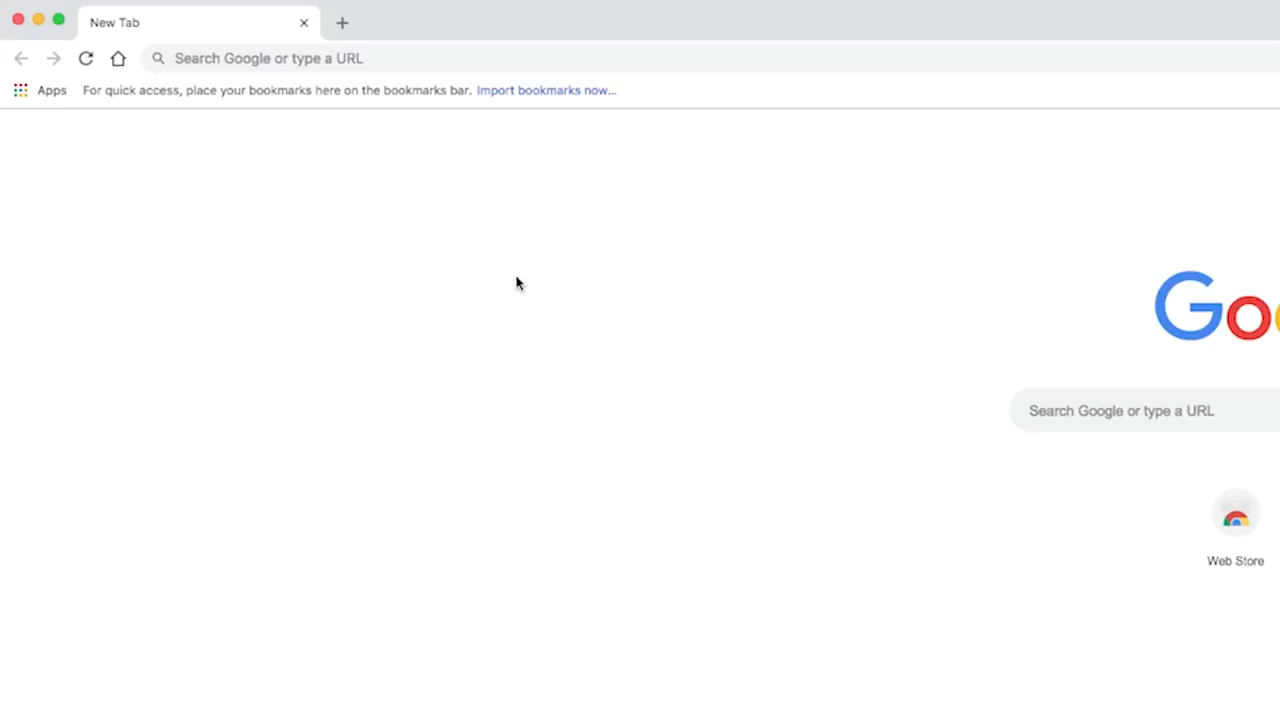 New Tab
Search Google or type a URL
Apps For quick access, place your bookmarks here on the bookmarks bar. Import bookmarks now...
Goo
Search Google or type a URL
Web Store